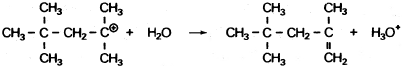 CH₃ CH₃ CH₃ CH₃
CH₃ – C – CH₂ – C⊕ + H₂O → CH₃ – C – CH₂ – C + H₃O⁺
CH₃ CH₃ CH₃ CH₂